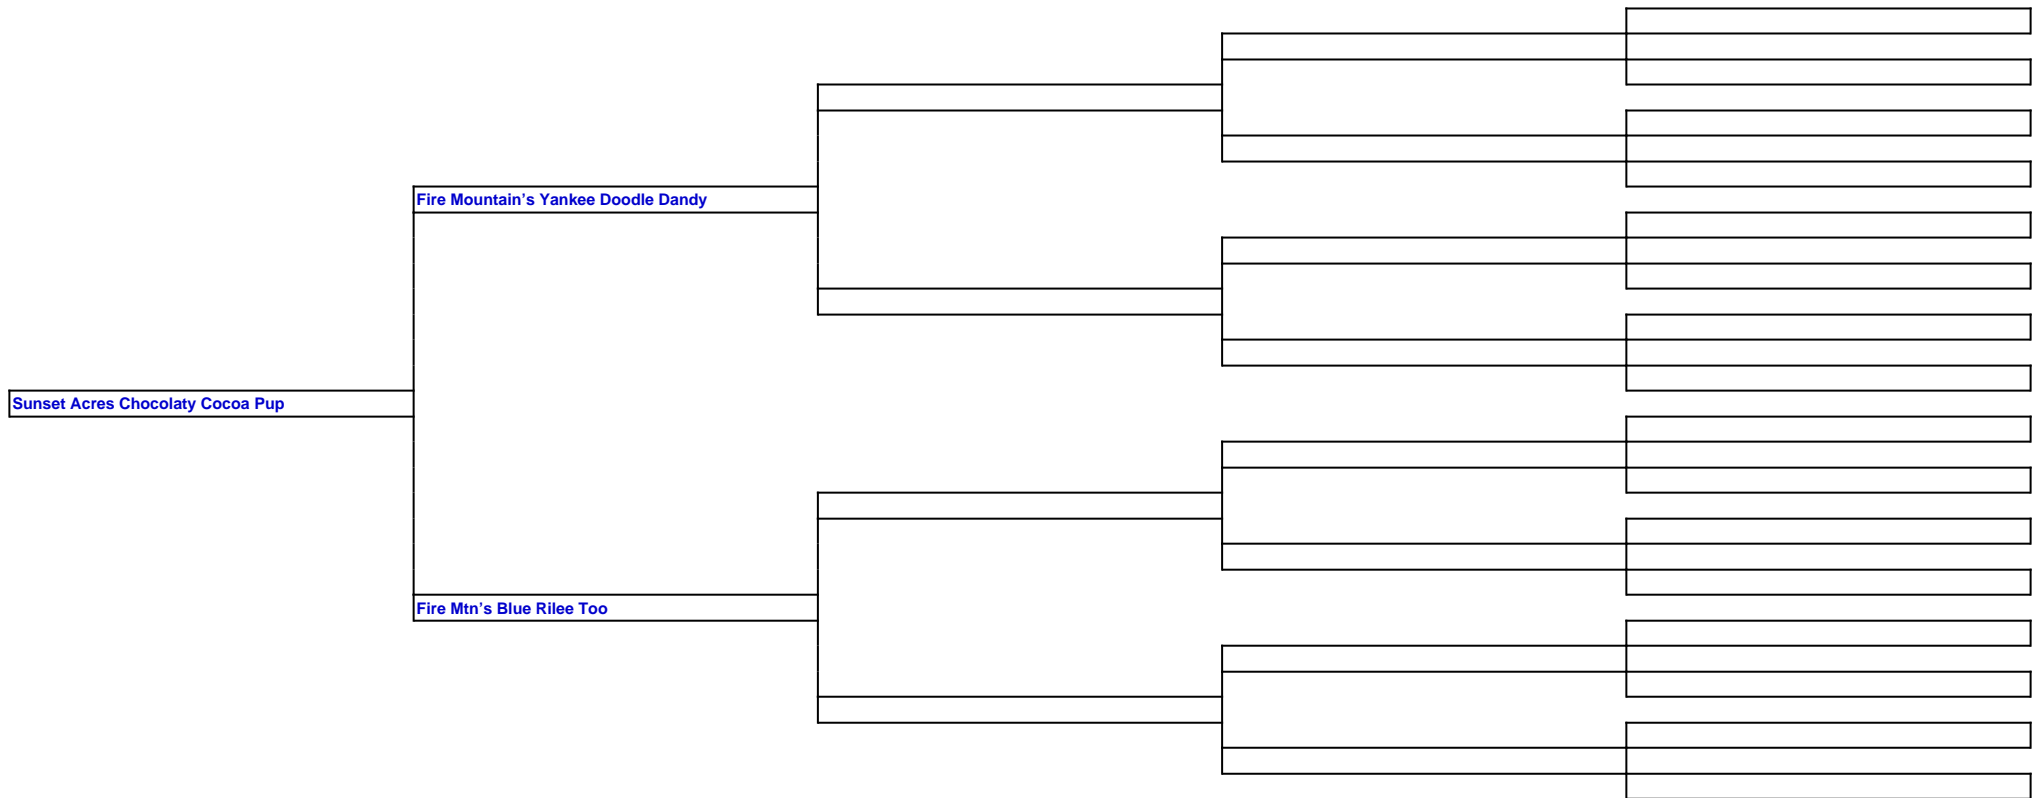 Fire Mountain’s Yankee Doodle Dandy
Sunset Acres Chocolaty Cocoa Pup
Fire Mtn’s Blue Rilee Too